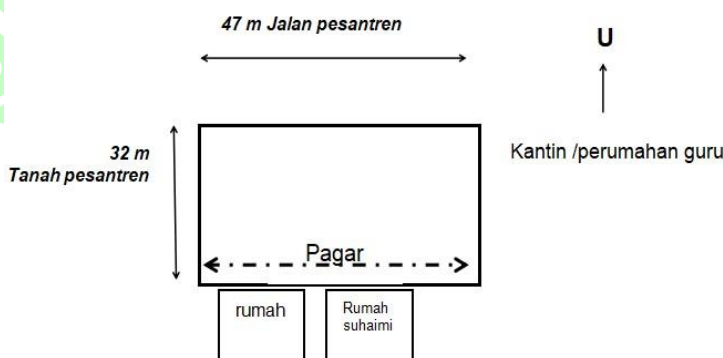 47 m Jalan pesantren
U
32 m
Tanah pesantren
Kantin /perumahan guru
Pagar
rumah
Rumah
suhaimi